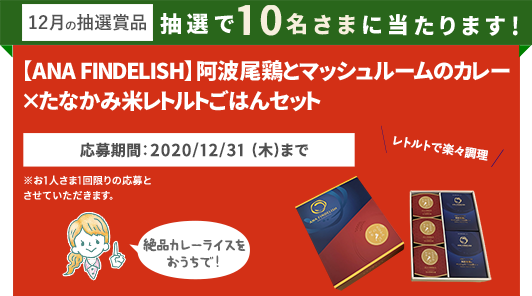 12月の抽選賞品 抽選で10名さまに当たります!
【ANA FINDELISH】阿波尾鶏とマッシュルームのカレー
×たなかみ米レトルトごはんセット
応募期間:2020/12/31（木）まで
レトルトで楽々調理
※お1人さま1回限りの応募と
させていただきます。
絶品カレーライスを
おうちで!
ANA FINDELISH